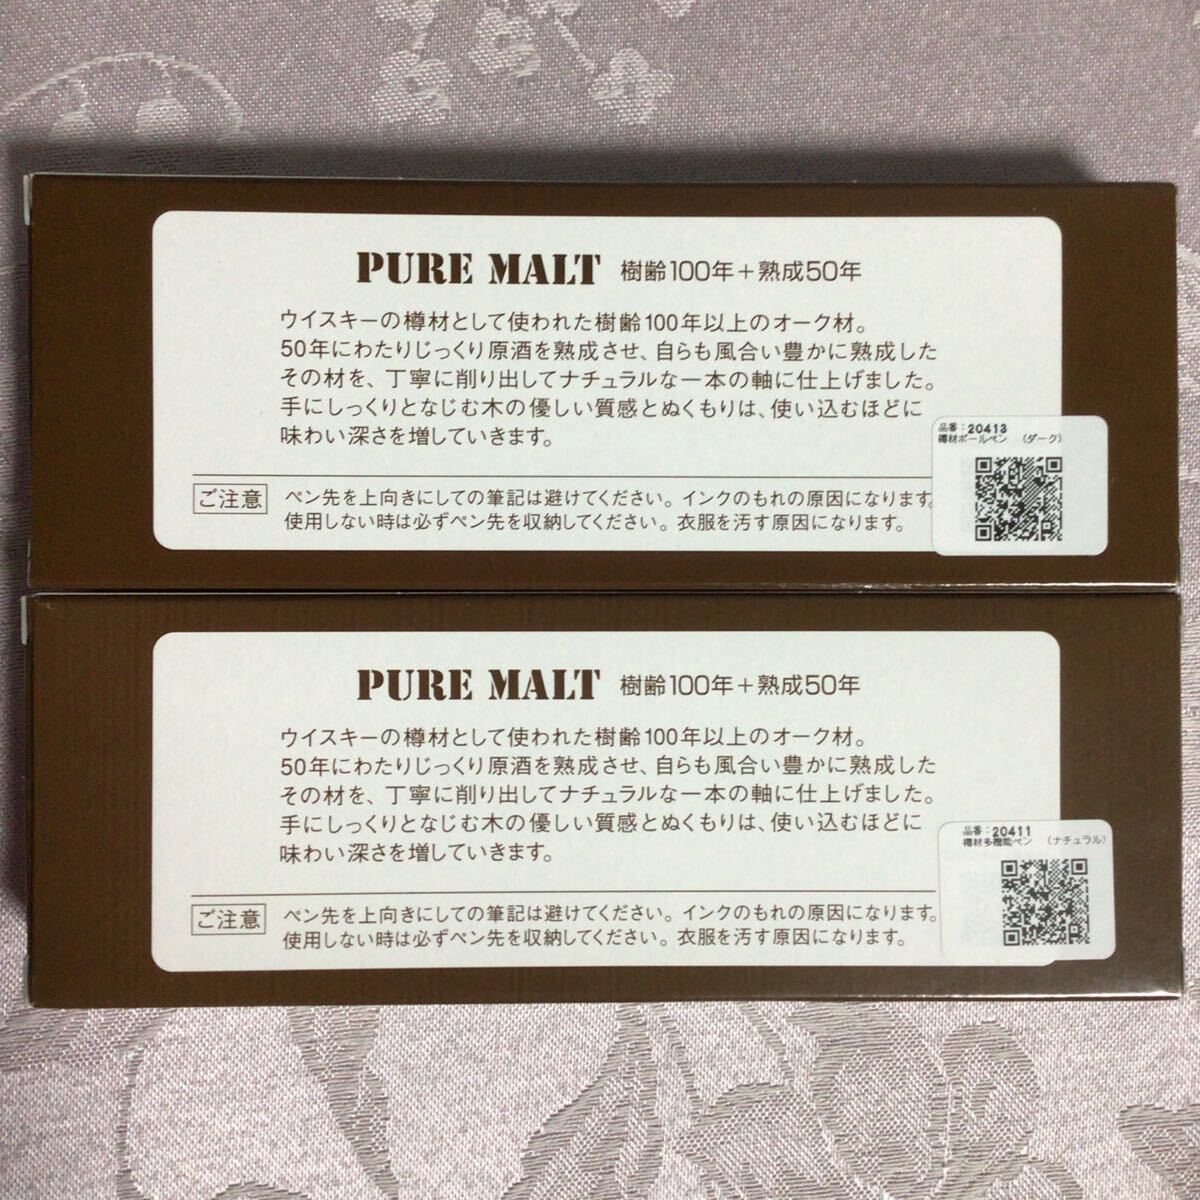 PURE MALT 樹齢100年+熟成50年
ウイスキーの樽材として使われた樹齢100年以上のオーク材。
50年にわたりじっくり原酒を熟成させ、自らも風合い豊かに熟成した
その材を、丁寧に削り出してナチュラルな一本の軸に仕上げました。
手にしっくりとなじむ木の優しい質感とぬくもりは、使い込むほどに
味わい深さを増していきます。
品番:20413
樽材ボールペン (ダーク)
ご注意 ペン先を上向きにしての筆記は避けてください。インクのもれの原因になります。
使用しない時は必ずペン先を収納してください。衣服を汚す原因になります。
PURE MALT 樹齢100年+熟成50年
ウイスキーの樽材として使われた樹齢100年以上のオーク材。
50年にわたりじっくり原酒を熟成させ、自らも風合い豊かに熟成した
その材を、丁寧に削り出してナチュラルな一本の軸に仕上げました。
手にしっくりとなじむ木の優しい質感とぬくもりは、使い込むほどに
味わい深さを増していきます。
品番:20411
樽材多機能ペン (ナチュラル)
ご注意 ペン先を上向きにしての筆記は避けてください。インクのもれの原因になります。
使用しない時は必ずペン先を収納してください。衣服を汚す原因になります。